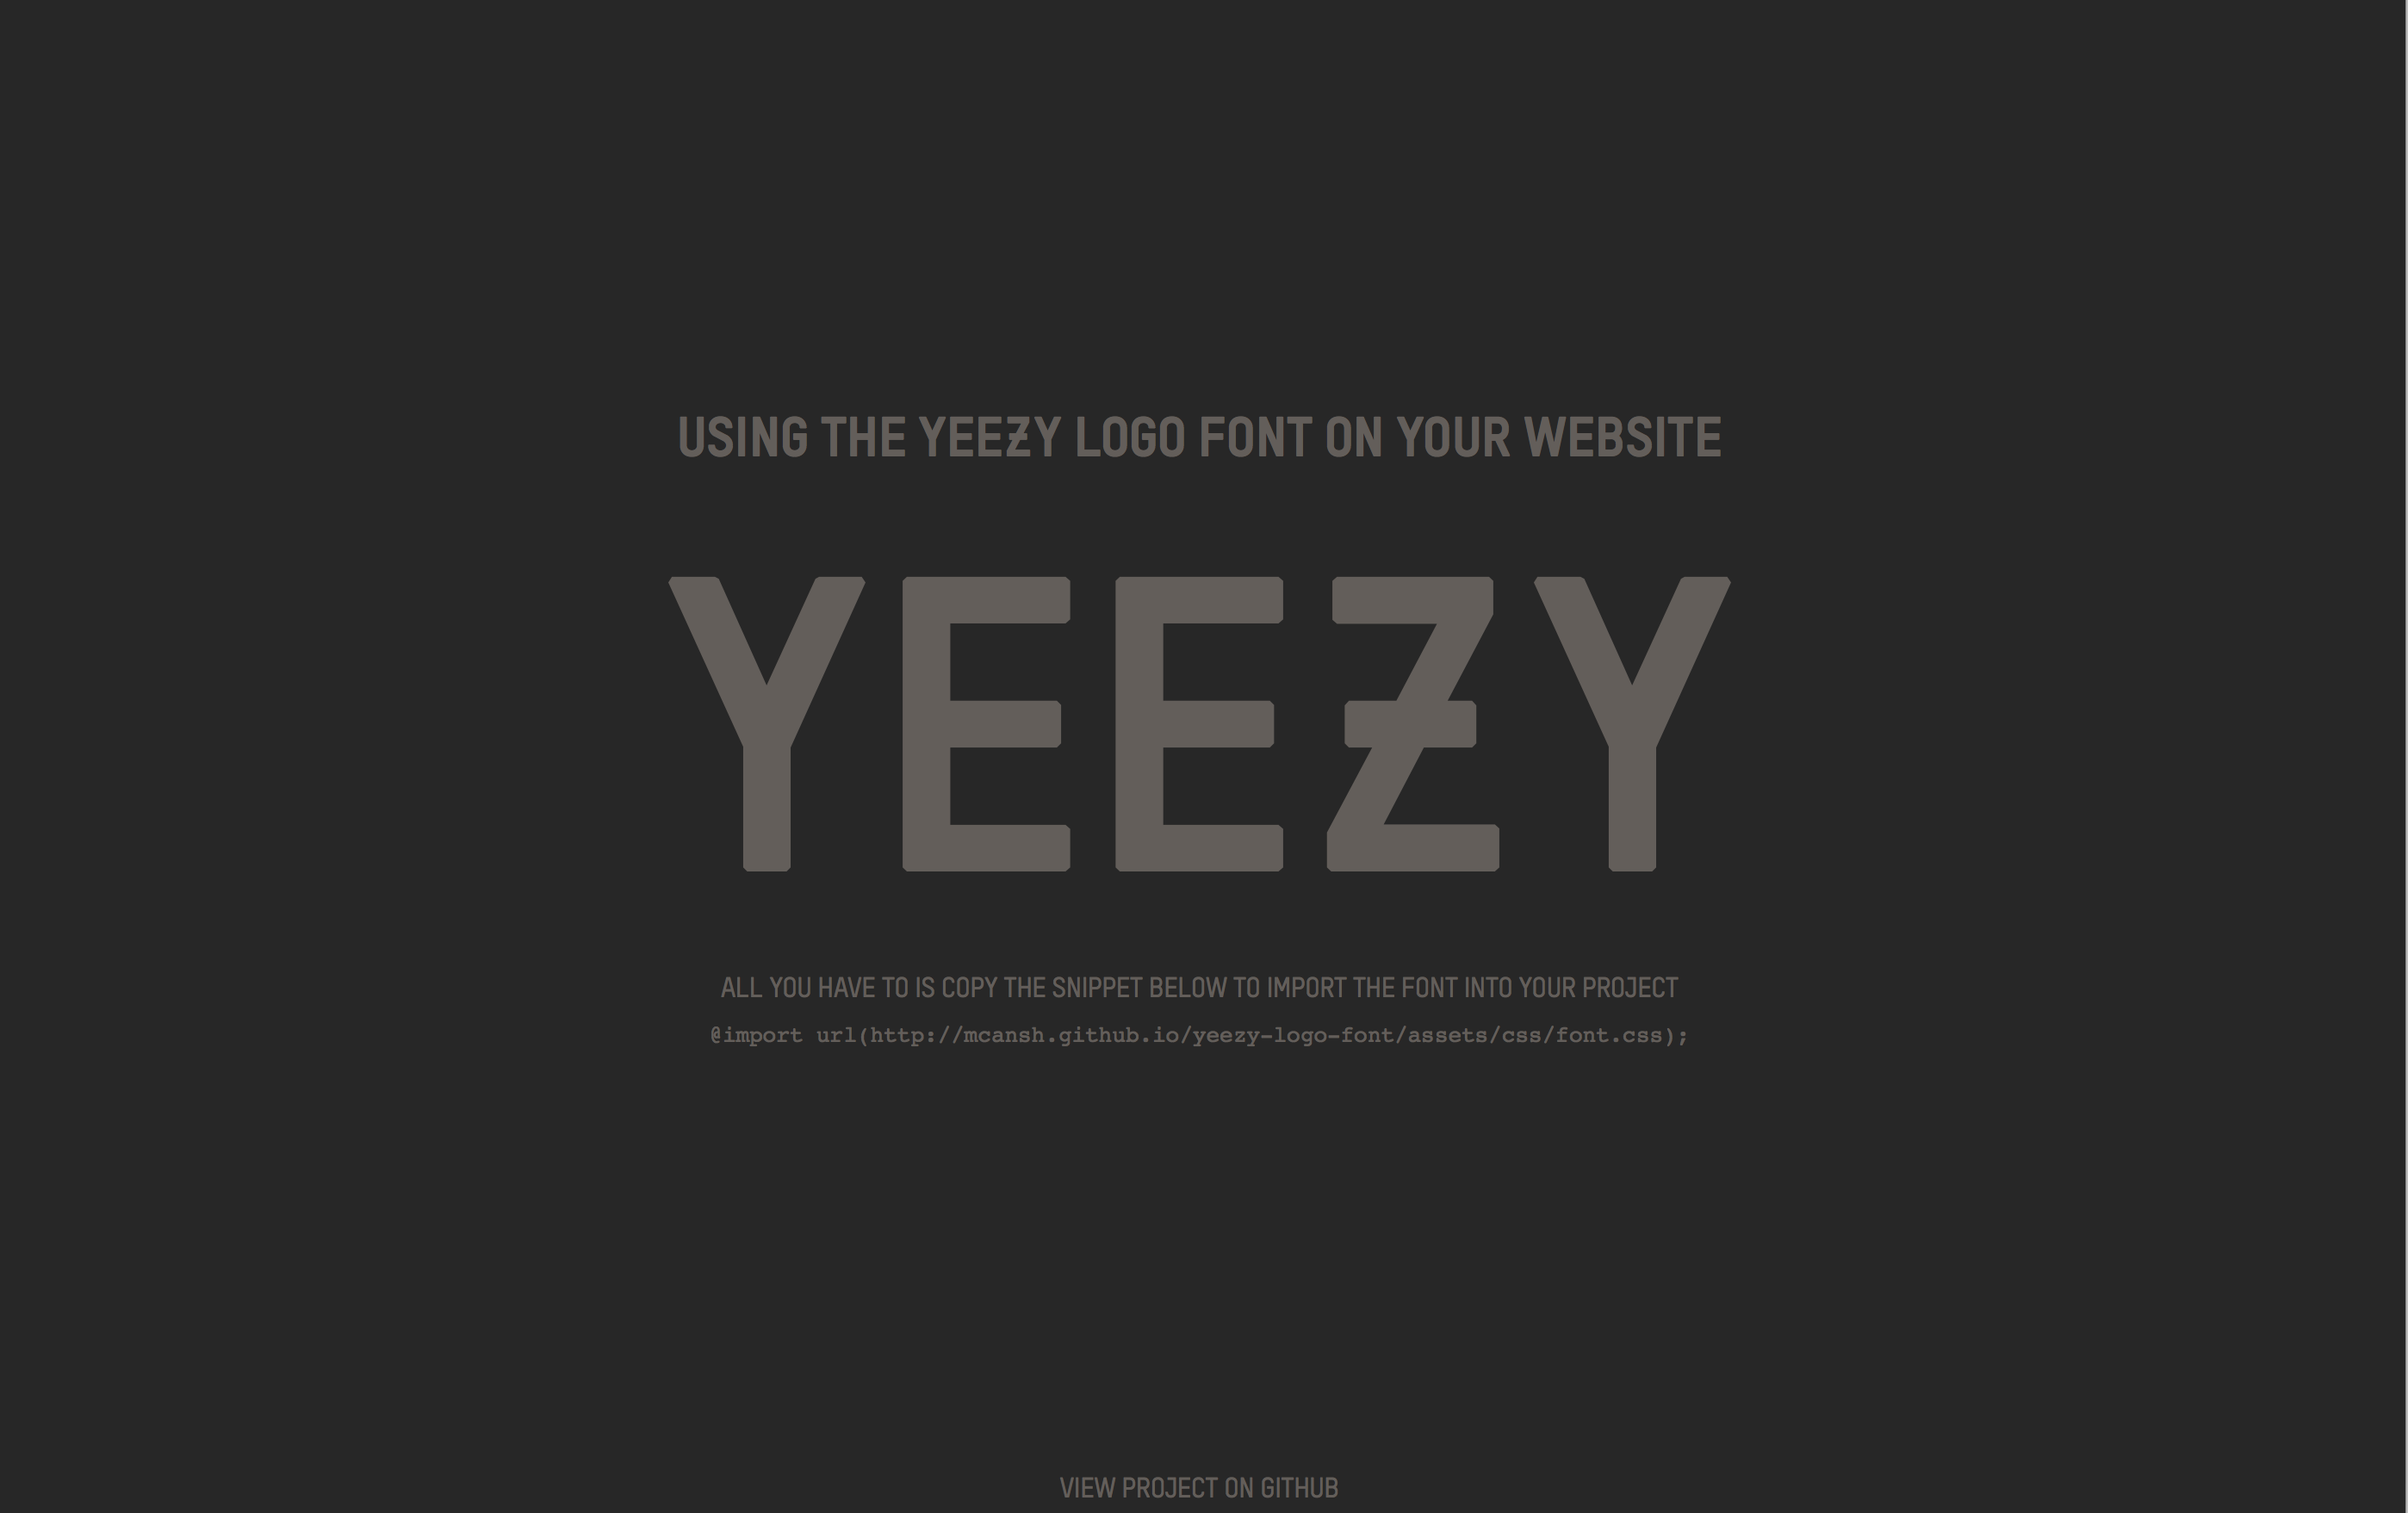 USING THE YEEƵY LOGO FONT ON YOUR WEBSITE
YEEƵY
ALL YOU HAVE TO IS COPY THE SNIPPET BELOW TO IMPORT THE FONT INTO YOUR PROJECT
@import url(http://mcansh.github.io/yeezy-logo-font/assets/css/font.css);
VIEW PROJECT ON GITHUB